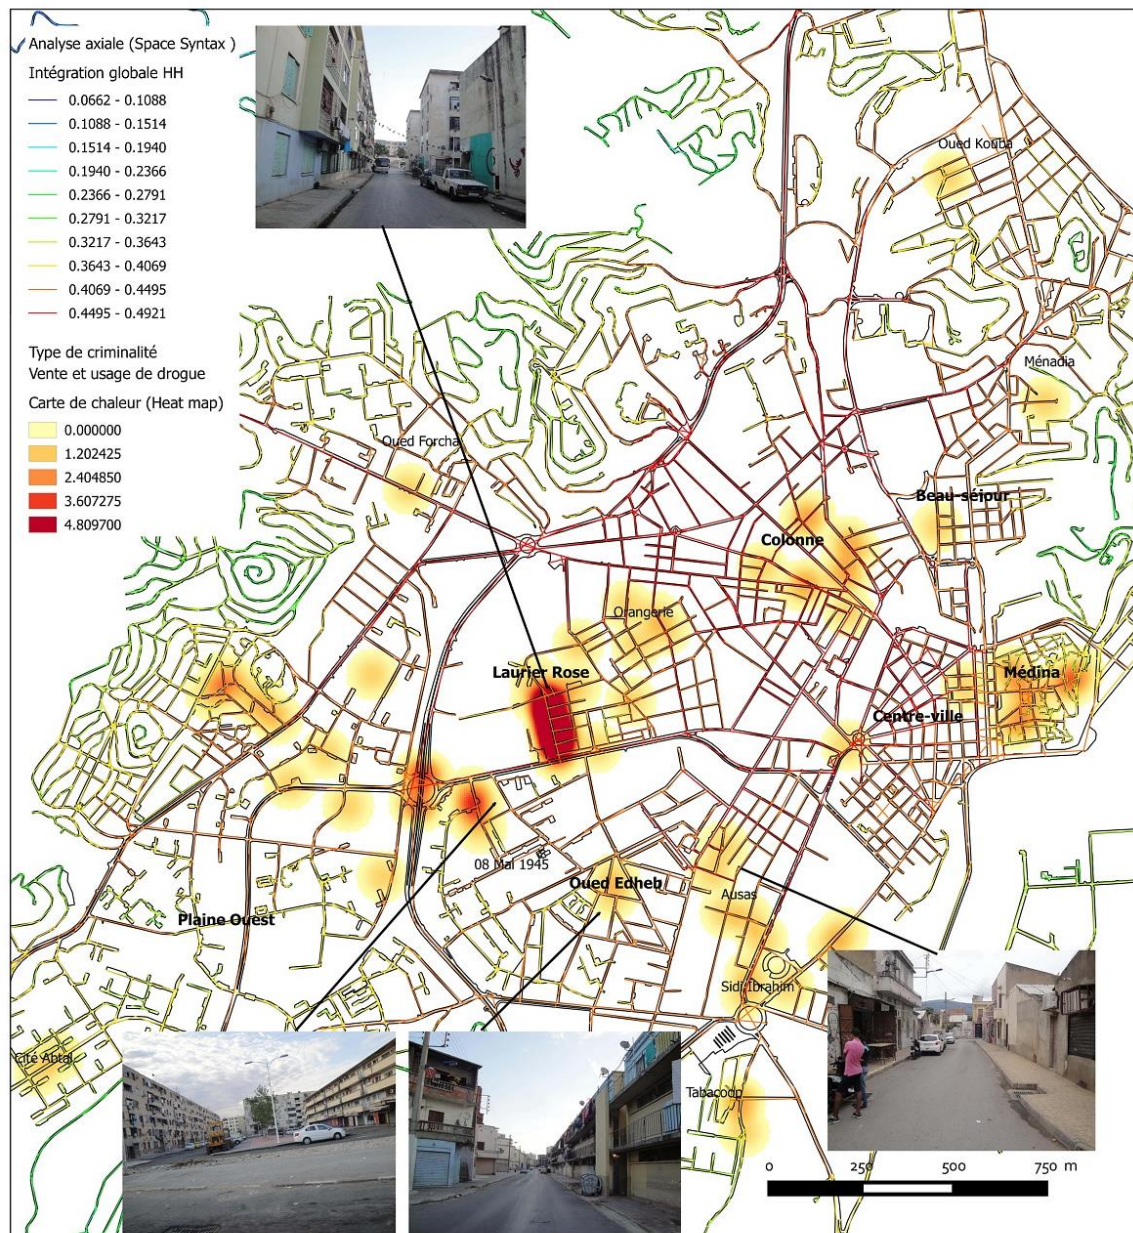 Analyse axiale (Space Syntax )
Intégration globale HH
0.0662 - 0.1088
0.1088 - 0.1514
0.1514 - 0.1940
0.1940 - 0.2366
0.2366 - 0.2791
0.2791 - 0.3217
0.3217 - 0.3643
0.3643 - 0.4069
0.4069 - 0.4495
0.4495 - 0.4921
Type de criminalité
Vente et usage de drogue
Carte de chaleur (Heat map)
0.000000
1.202425
2.404850
3.607275
4.809700
Oued Kouba
Ménadia
Oued Forcha
Beau-séjour
Colonne
Orangerie
Laurier Rose
Médina
Centre-ville
08 Mai 1945
Oued Edheb
Ausas
Plaine Ouest
Sidi Ibrahim
Cité Abtal
Tabacoop
0 250 500 750 m